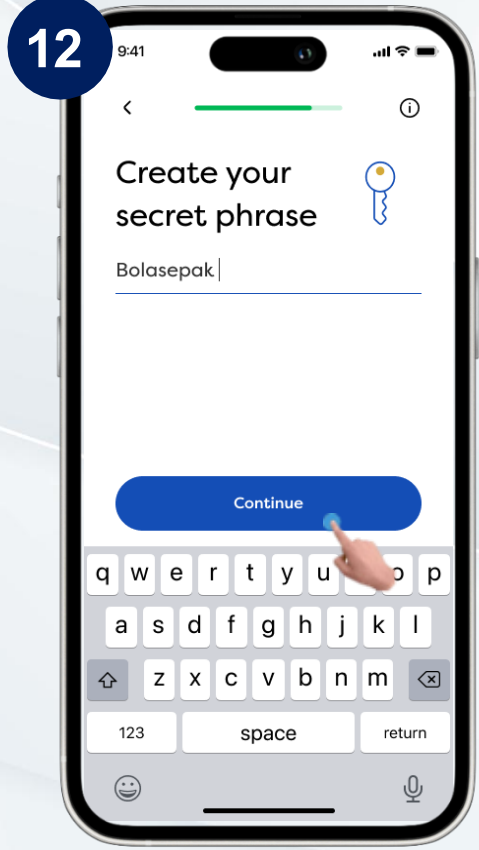 12
9:41
Create your
secret phrase
Bolasepak
Continue
q w e r t y u o p
a s d f g h j k l
z x c v b n m
123 space return